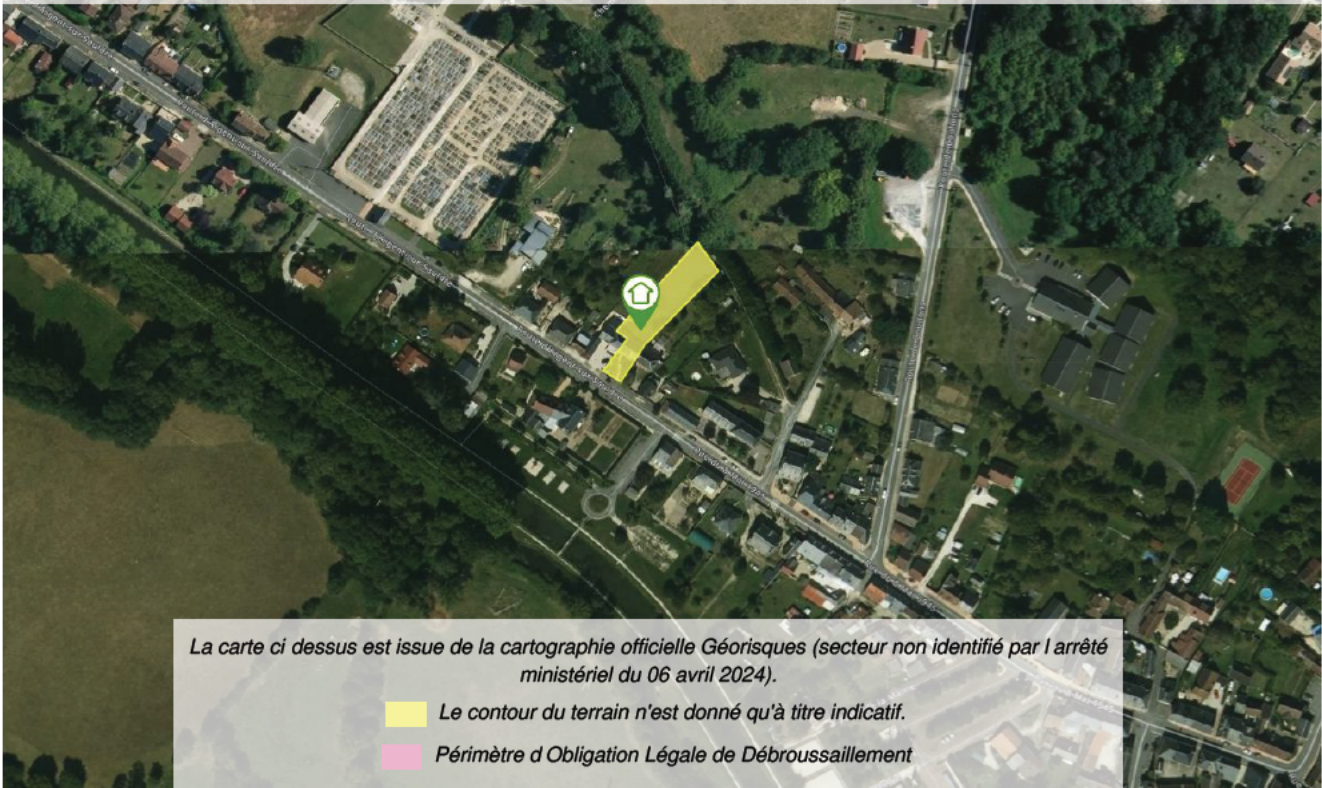 La carte ci dessus est issue de la cartographie officielle Géorisques (secteur non identifié par l arrêté
ministériel du 06 avril 2024).
Le contour du terrain n'est donné qu'à titre indicatif.
Périmètre d Obligation Légale de Débroussaillement